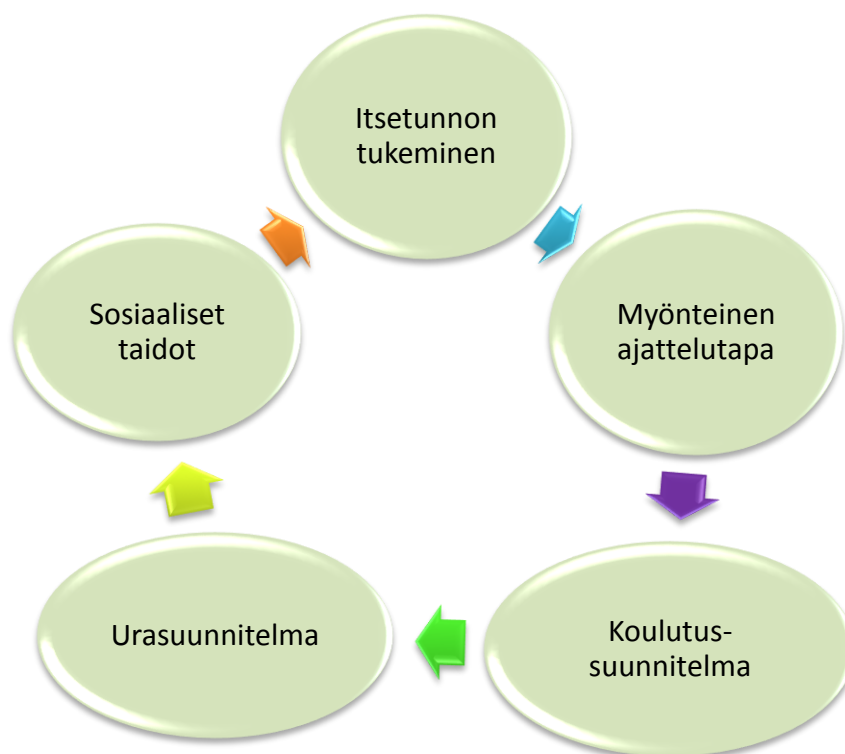 Itsetunnon
tukeminen
Myönteinen
ajattelutapa
Koulutus-
suunnitelma
Urasuunnitelma
Sosiaaliset
taidot